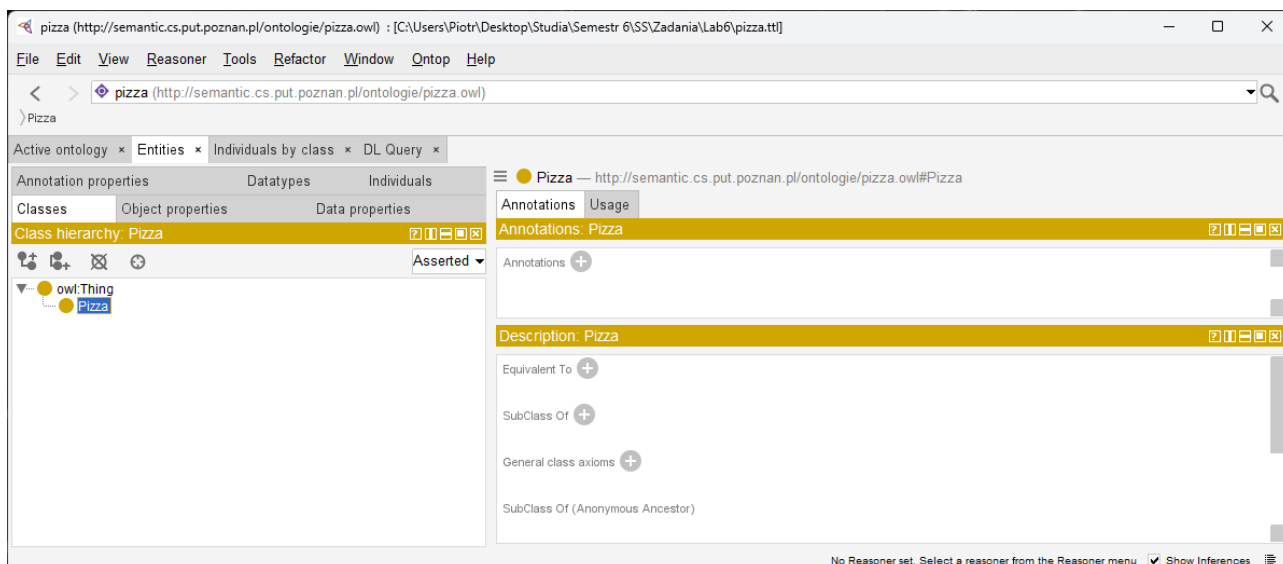 pizza (http://semantic.cs.put.poznan.pl/ontologie/pizza.owl) : [C:\Users\Piotr\Desktop\Studia\Semestr 6\SS\Zadania\Lab6\pizza.ttl]
File Edit View Reasoner Tools Refactor Window Ontop Help
pizza (http://semantic.cs.put.poznan.pl/ontologie/pizza.owl)
Pizza
Active ontology × Entities × Individuals by class × DL Query ×
Annotation properties Datatypes Individuals
Classes Object properties Data properties
Class hierarchy: Pizza
Asserted
owl:Thing
Pizza
Pizza — http://semantic.cs.put.poznan.pl/ontologie/pizza.owl#Pizza
Annotations Usage
Annotations: Pizza
Annotations
Description: Pizza
Equivalent To
SubClass Of
General class axioms
SubClass Of (Anonymous Ancestor)
No Reasoner set. Select a reasoner from the Reasoner menu Show Inferences